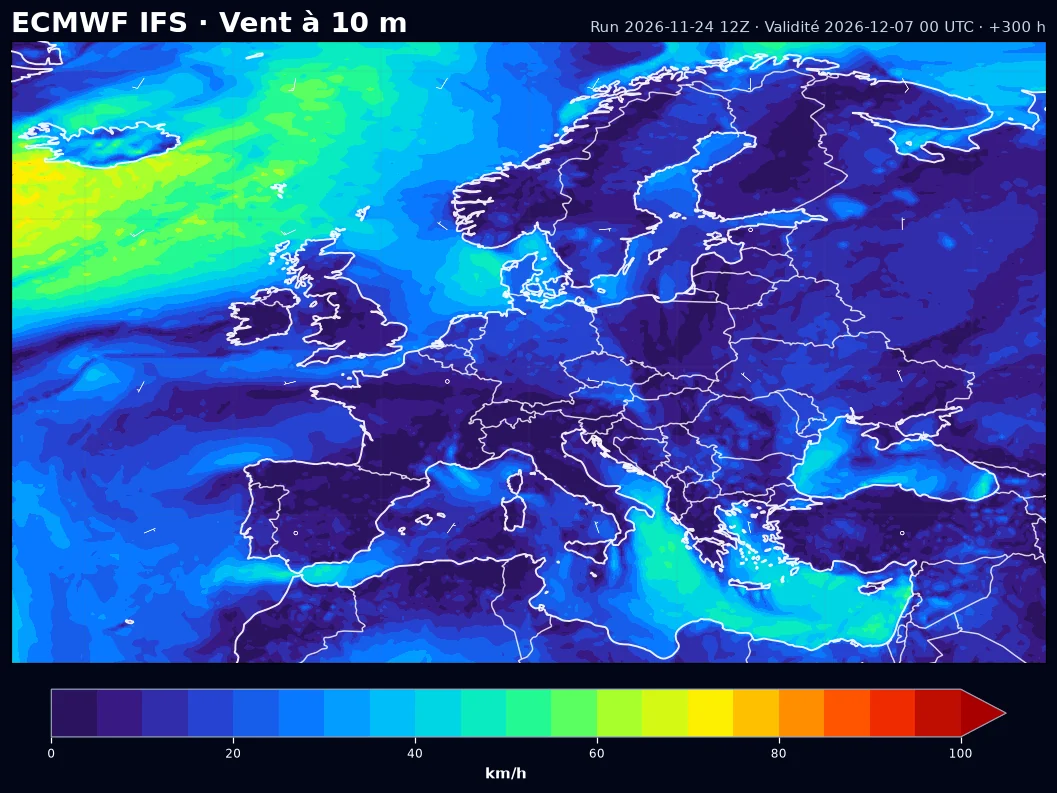 ECMWF IFS · Vent à 10 m
Run 2026-11-24 12Z · Validité 2026-12-07 00 UTC · +300 h
0 20 40 60 80 100
km/h